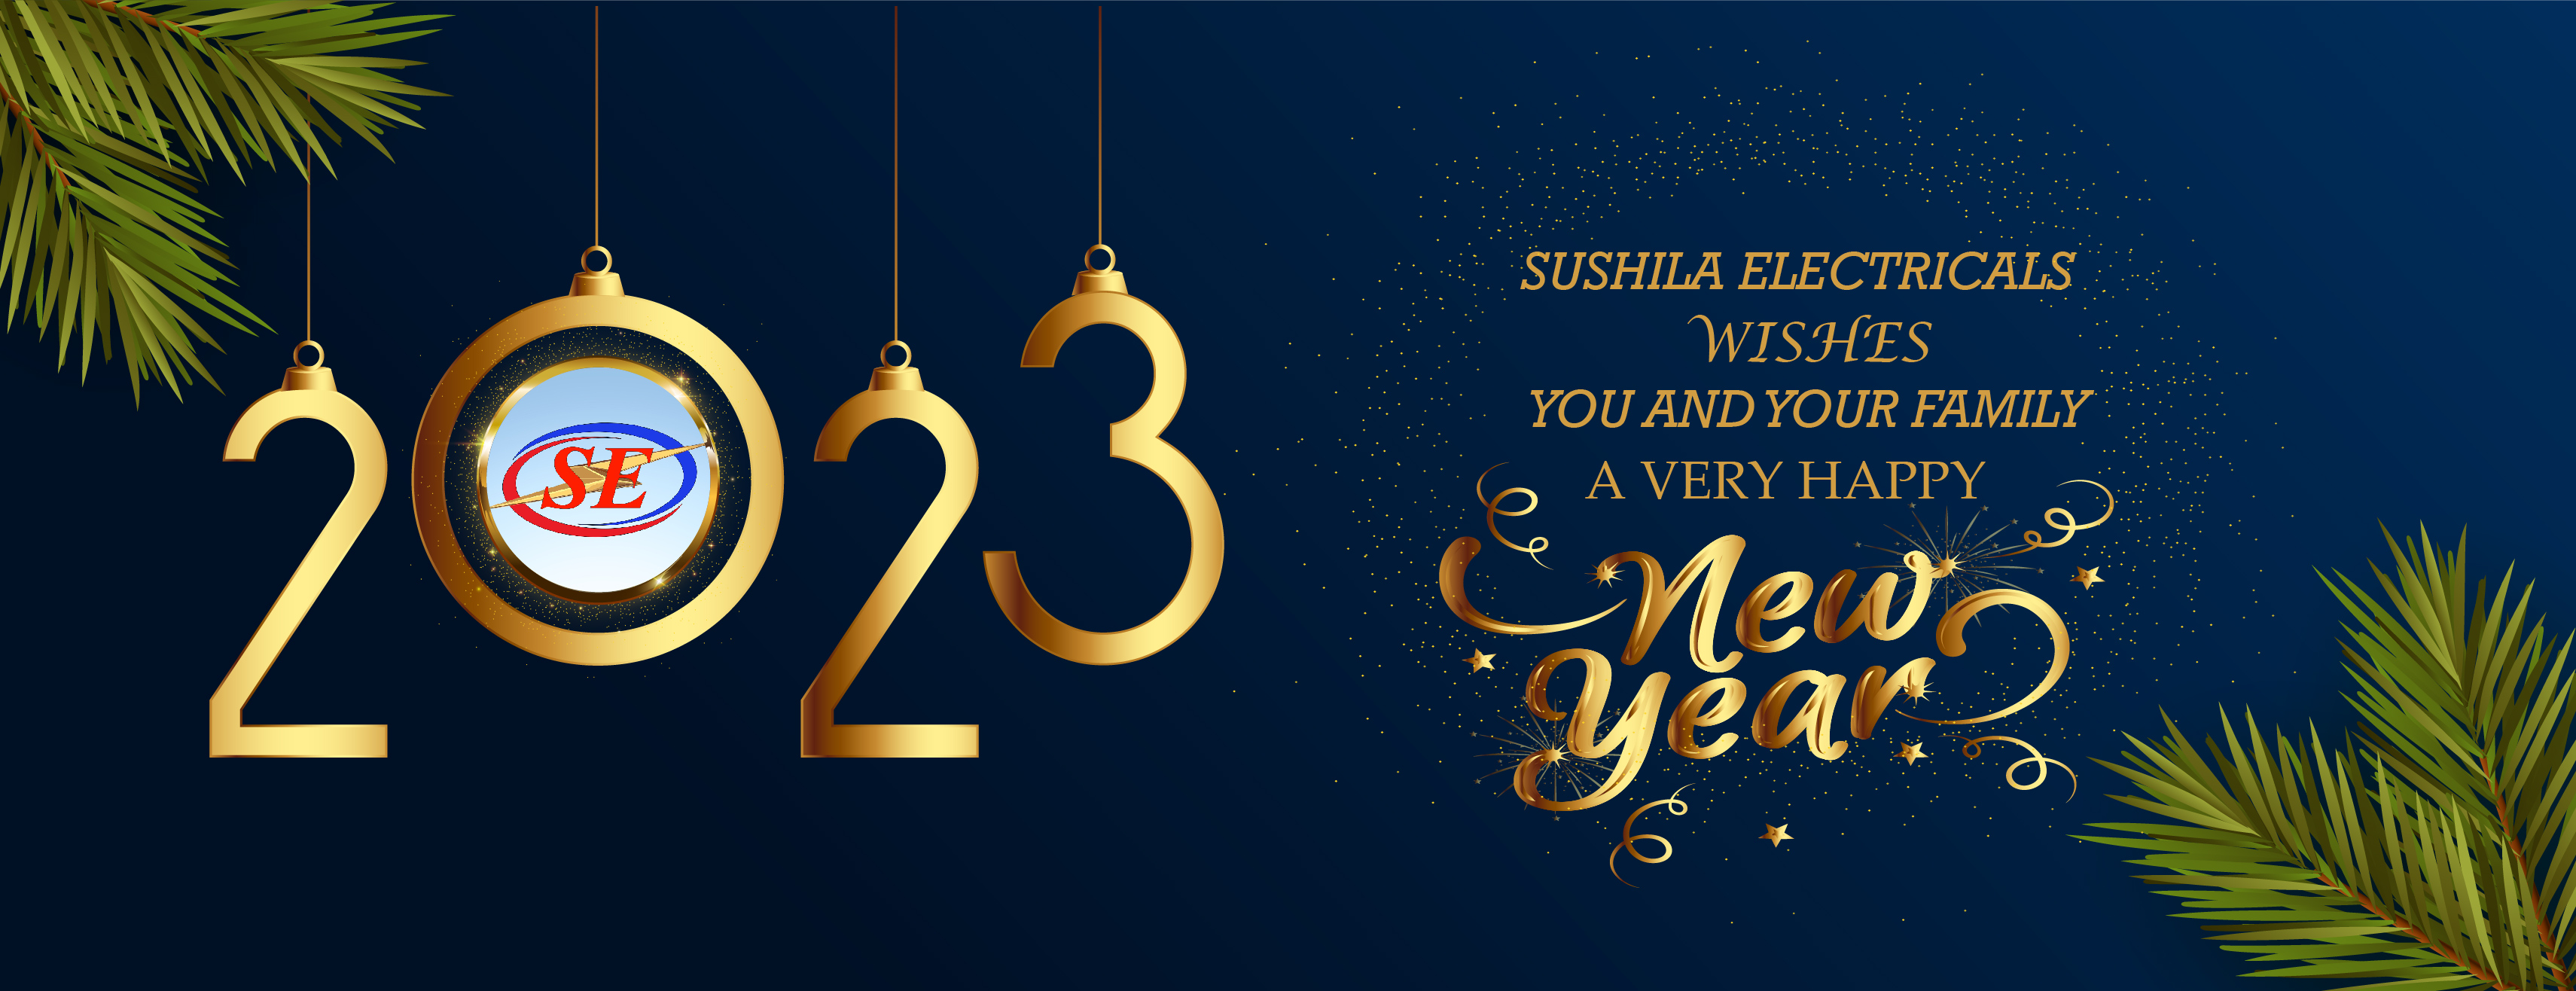 2023
SE
SUSHILA ELECTRICALS
WISHES
YOU AND YOUR FAMILY
A VERY HAPPY
New
Year